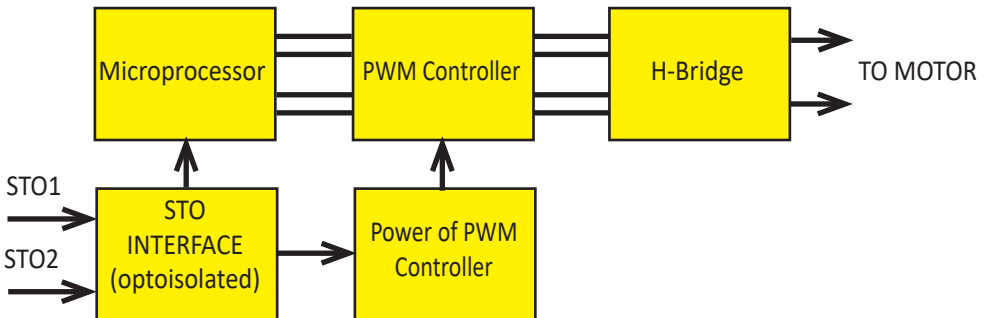 Microprocessor
PWM Controller
H-Bridge
TO MOTOR
STO1
STO2
STO
INTERFACE
(optoisolated)
Power of PWM
Controller